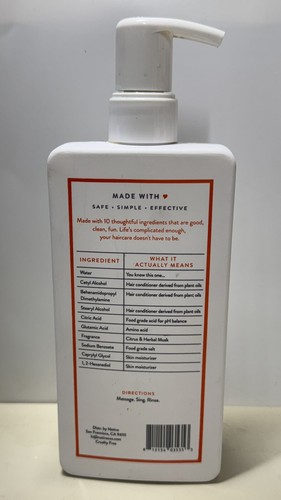 MADE WITH ♥
SAFE • SIMPLE • EFFECTIVE
Made with 10 thoughtful ingredients that are good,
clean, fun. Life's complicated enough,
your haircare doesn't have to be.
INGREDIENT WHAT IT ACTUALLY MEANS
Water You know this one...
Cetyl Alcohol Hair conditioner derived from plant oils
Behenamidopropyl Dimethylamine Hair conditioner derived from plant oils
Stearyl Alcohol Hair conditioner derived from plant oils
Citric Acid Food grade acid for pH balance
Glutamic Acid Amino acid
Fragrance Citrus & Herbal Musk
Sodium Benzoate Food grade salt
Caprylyl Glycol Skin moisturizer
1, 2-Hexanediol Skin moisturizer
DIRECTIONS
Massage. Sing. Rinse.
Distr. by Native
San Francisco, CA 94111
Cruelty Free